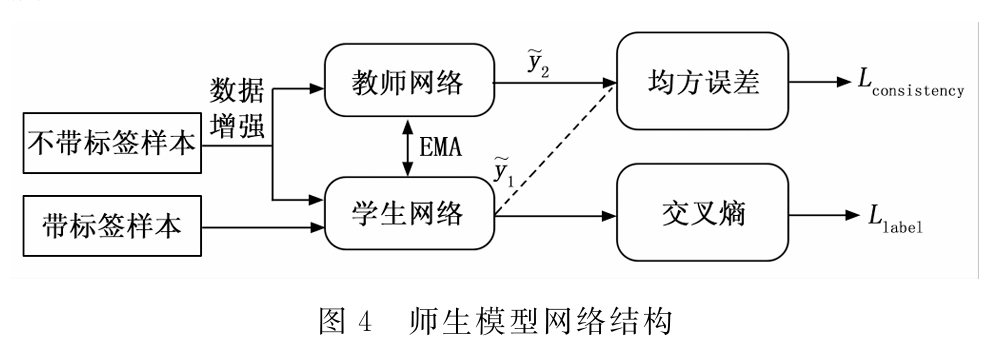 数据
增强
不带标签样本
带标签样本
教师网络
EMA
学生网络
ỹ₂
ỹ₁
均方误差
交叉熵
L_consistency
L_label
图 4 师生模型网络结构